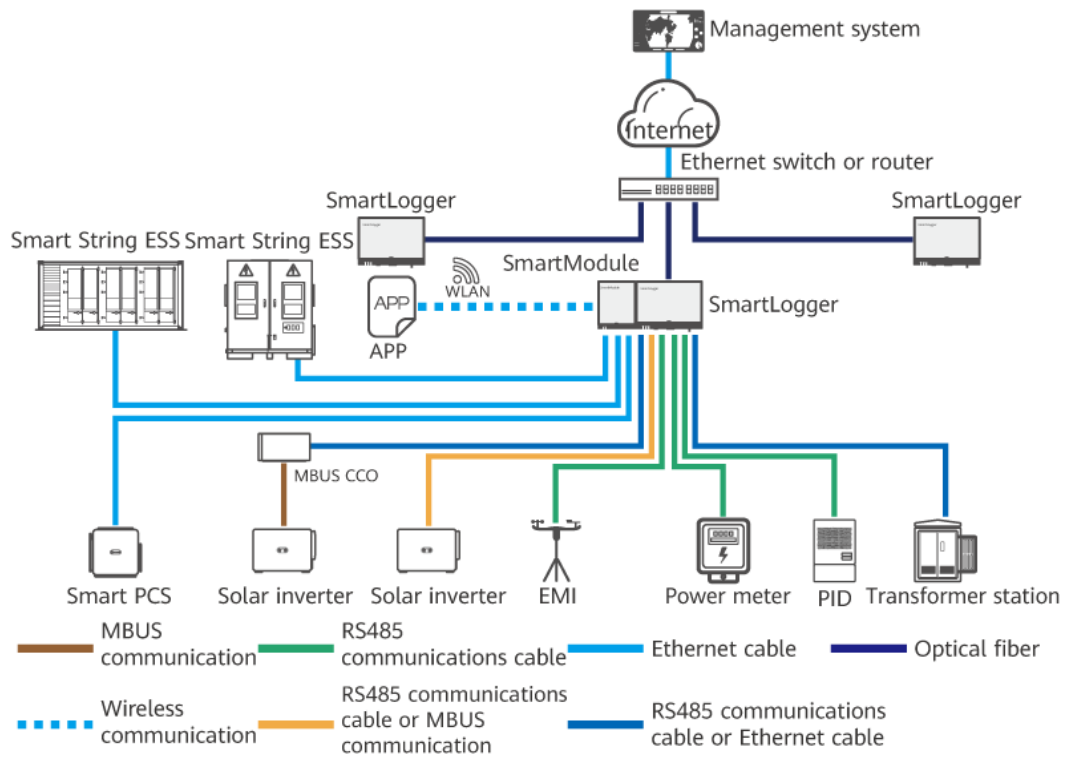 Management system
Internet
Ethernet switch or router
SmartLogger
SmartLogger
Smart String ESS
Smart String ESS
SmartModule
WLAN
APP
SmartLogger
APP
MBUS CCO
Smart PCS
Solar inverter
Solar inverter
EMI
Power meter
PID
Transformer station
MBUS
communication
RS485
communications cable
Ethernet cable
Optical fiber
Wireless
communication
RS485 communications
cable or MBUS
communication
RS485 communications
cable or Ethernet cable